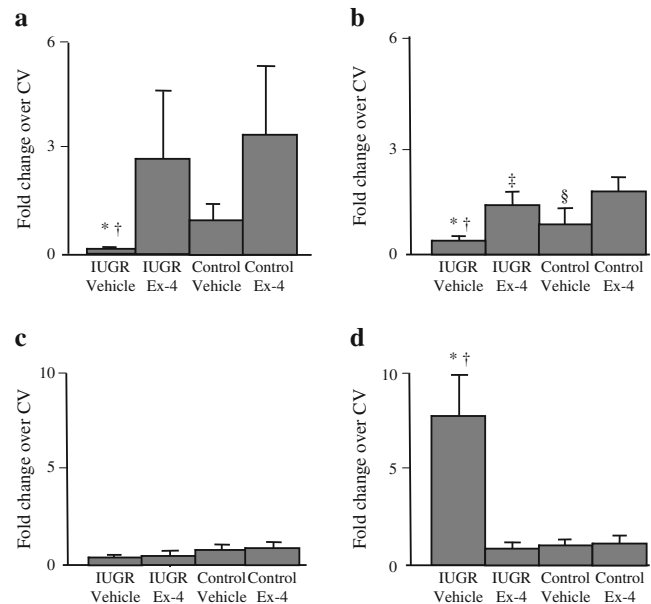 a
Fold change over CV
6
3
0
* †
IUGR IUGR Control Control
Vehicle Ex-4 Vehicle Ex-4
b
Fold change over CV
6
3
0
* †
‡
§
IUGR IUGR Control Control
Vehicle Ex-4 Vehicle Ex-4
c
Fold change over CV
10
5
0
IUGR IUGR Control Control
Vehicle Ex-4 Vehicle Ex-4
d
Fold change over CV
10
5
0
* †
IUGR IUGR Control Control
Vehicle Ex-4 Vehicle Ex-4